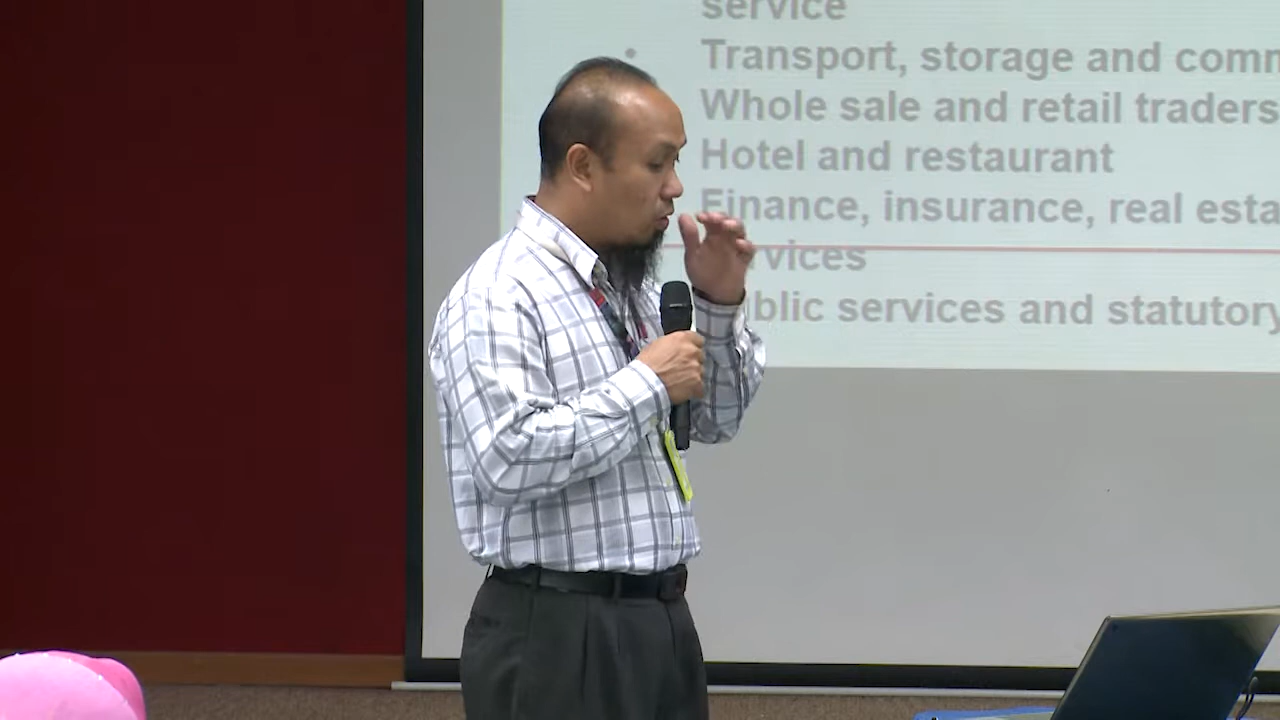 service
• Transport, storage and comm
Whole sale and retail traders
Hotel and restaurant
Finance, insurance, real esta
rvices
blic services and statutory